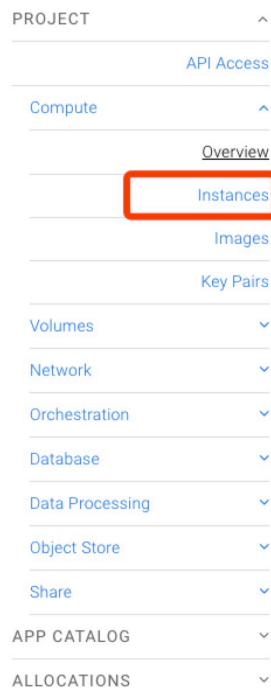 PROJECT
API Access
Compute
Overview
Instances
Images
Key Pairs
Volumes
Network
Orchestration
Database
Data Processing
Object Store
Share
APP CATALOG
ALLOCATIONS